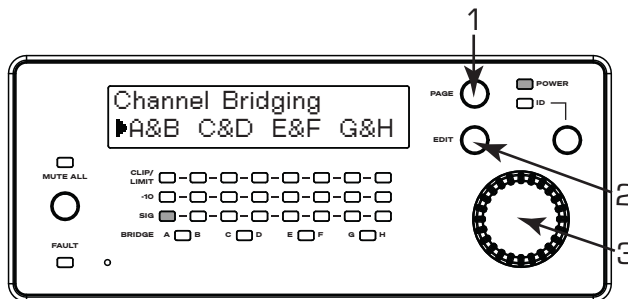 1
PAGE
POWER
ID
Channel Bridging
▶A&B C&D E&F G&H
EDIT
2
MUTE ALL
CLIP/
LIMIT
-10
SIG
BRIDGE A B C D E F G H
3
FAULT